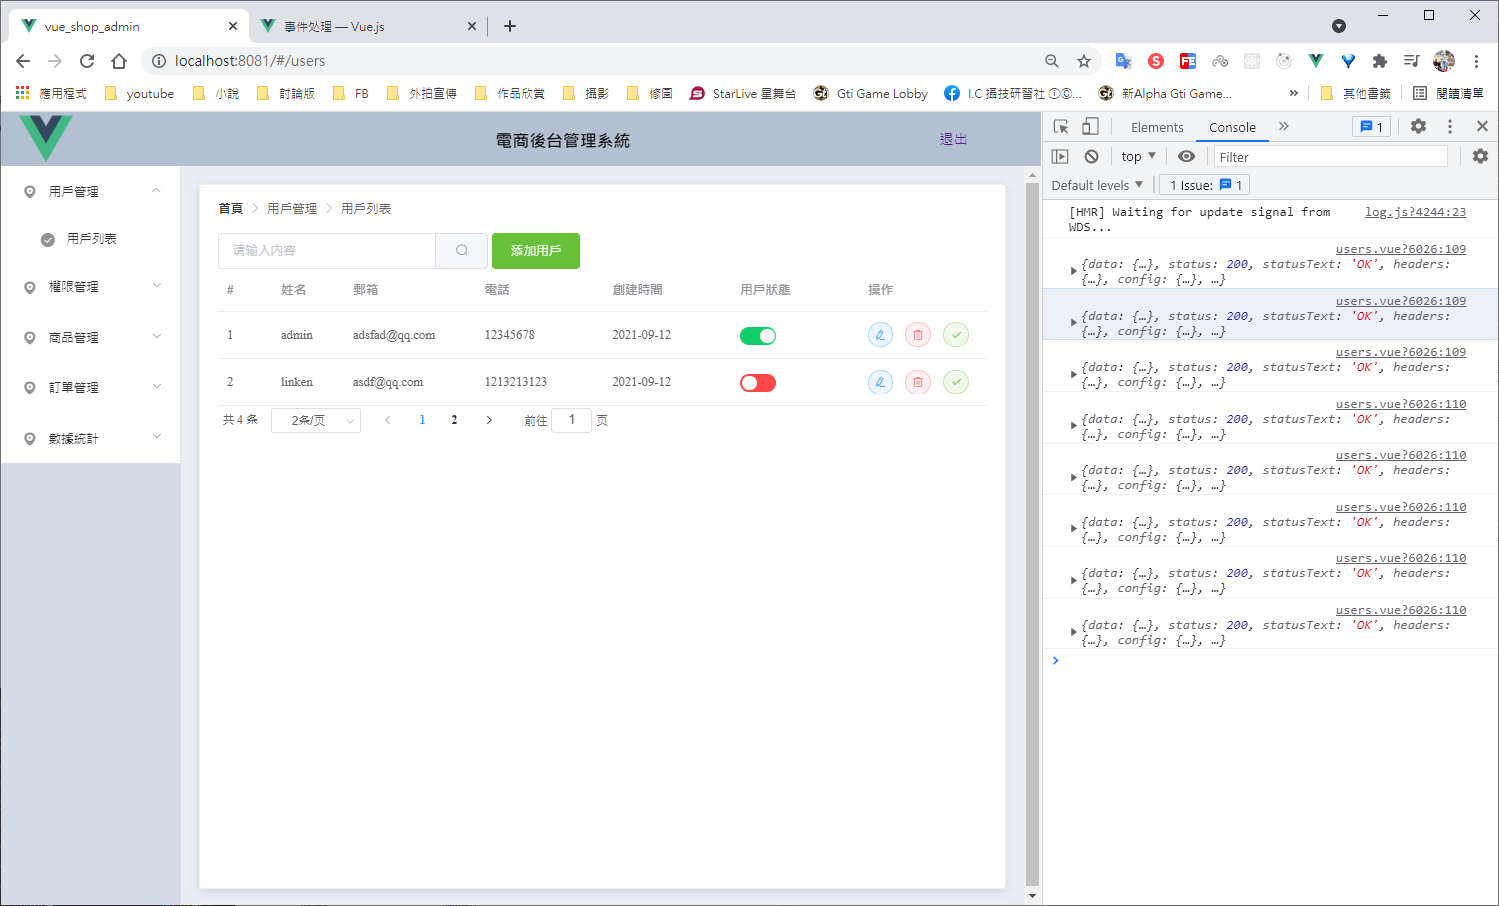 vue_shop_admin
事件处理 — Vue.js
localhost:8081/#/users
應用程式 youtube 小說 討論版 FB 外拍宣傳 作品欣賞 攝影 修圖 StarLive 星舞台 Gti Game Lobby I.C 攝技研習社 ①Ⓒ... 新Alpha Gti Game... » 其他書籤 閱讀清單
電商後台管理系統
退出
用戶管理
用戶列表
權限管理
商品管理
訂單管理
數據統計
首頁 > 用戶管理 > 用戶列表
请输入内容
添加用戶
# 姓名 郵箱 電話 創建時間 用戶狀態 操作
1 admin adsfad@qq.com 12345678 2021-09-12
2 linken asdf@qq.com 1213213123 2021-09-12
共 4 条 2条/页 < 1 2 > 前往 1 页
Elements Console » 1
top Filter
Default levels 1 Issue: 1
[HMR] Waiting for update signal from log.js?4244:23
WDS...
users.vue?6026:109
{data: {…}, status: 200, statusText: 'OK', headers:
{…}, config: {…}, …}
users.vue?6026:109
{data: {…}, status: 200, statusText: 'OK', headers:
{…}, config: {…}, …}
users.vue?6026:109
{data: {…}, status: 200, statusText: 'OK', headers:
{…}, config: {…}, …}
users.vue?6026:110
{data: {…}, status: 200, statusText: 'OK', headers:
{…}, config: {…}, …}
users.vue?6026:110
{data: {…}, status: 200, statusText: 'OK', headers:
{…}, config: {…}, …}
users.vue?6026:110
{data: {…}, status: 200, statusText: 'OK', headers:
{…}, config: {…}, …}
users.vue?6026:110
{data: {…}, status: 200, statusText: 'OK', headers:
{…}, config: {…}, …}
users.vue?6026:110
{data: {…}, status: 200, statusText: 'OK', headers:
{…}, config: {…}, …}